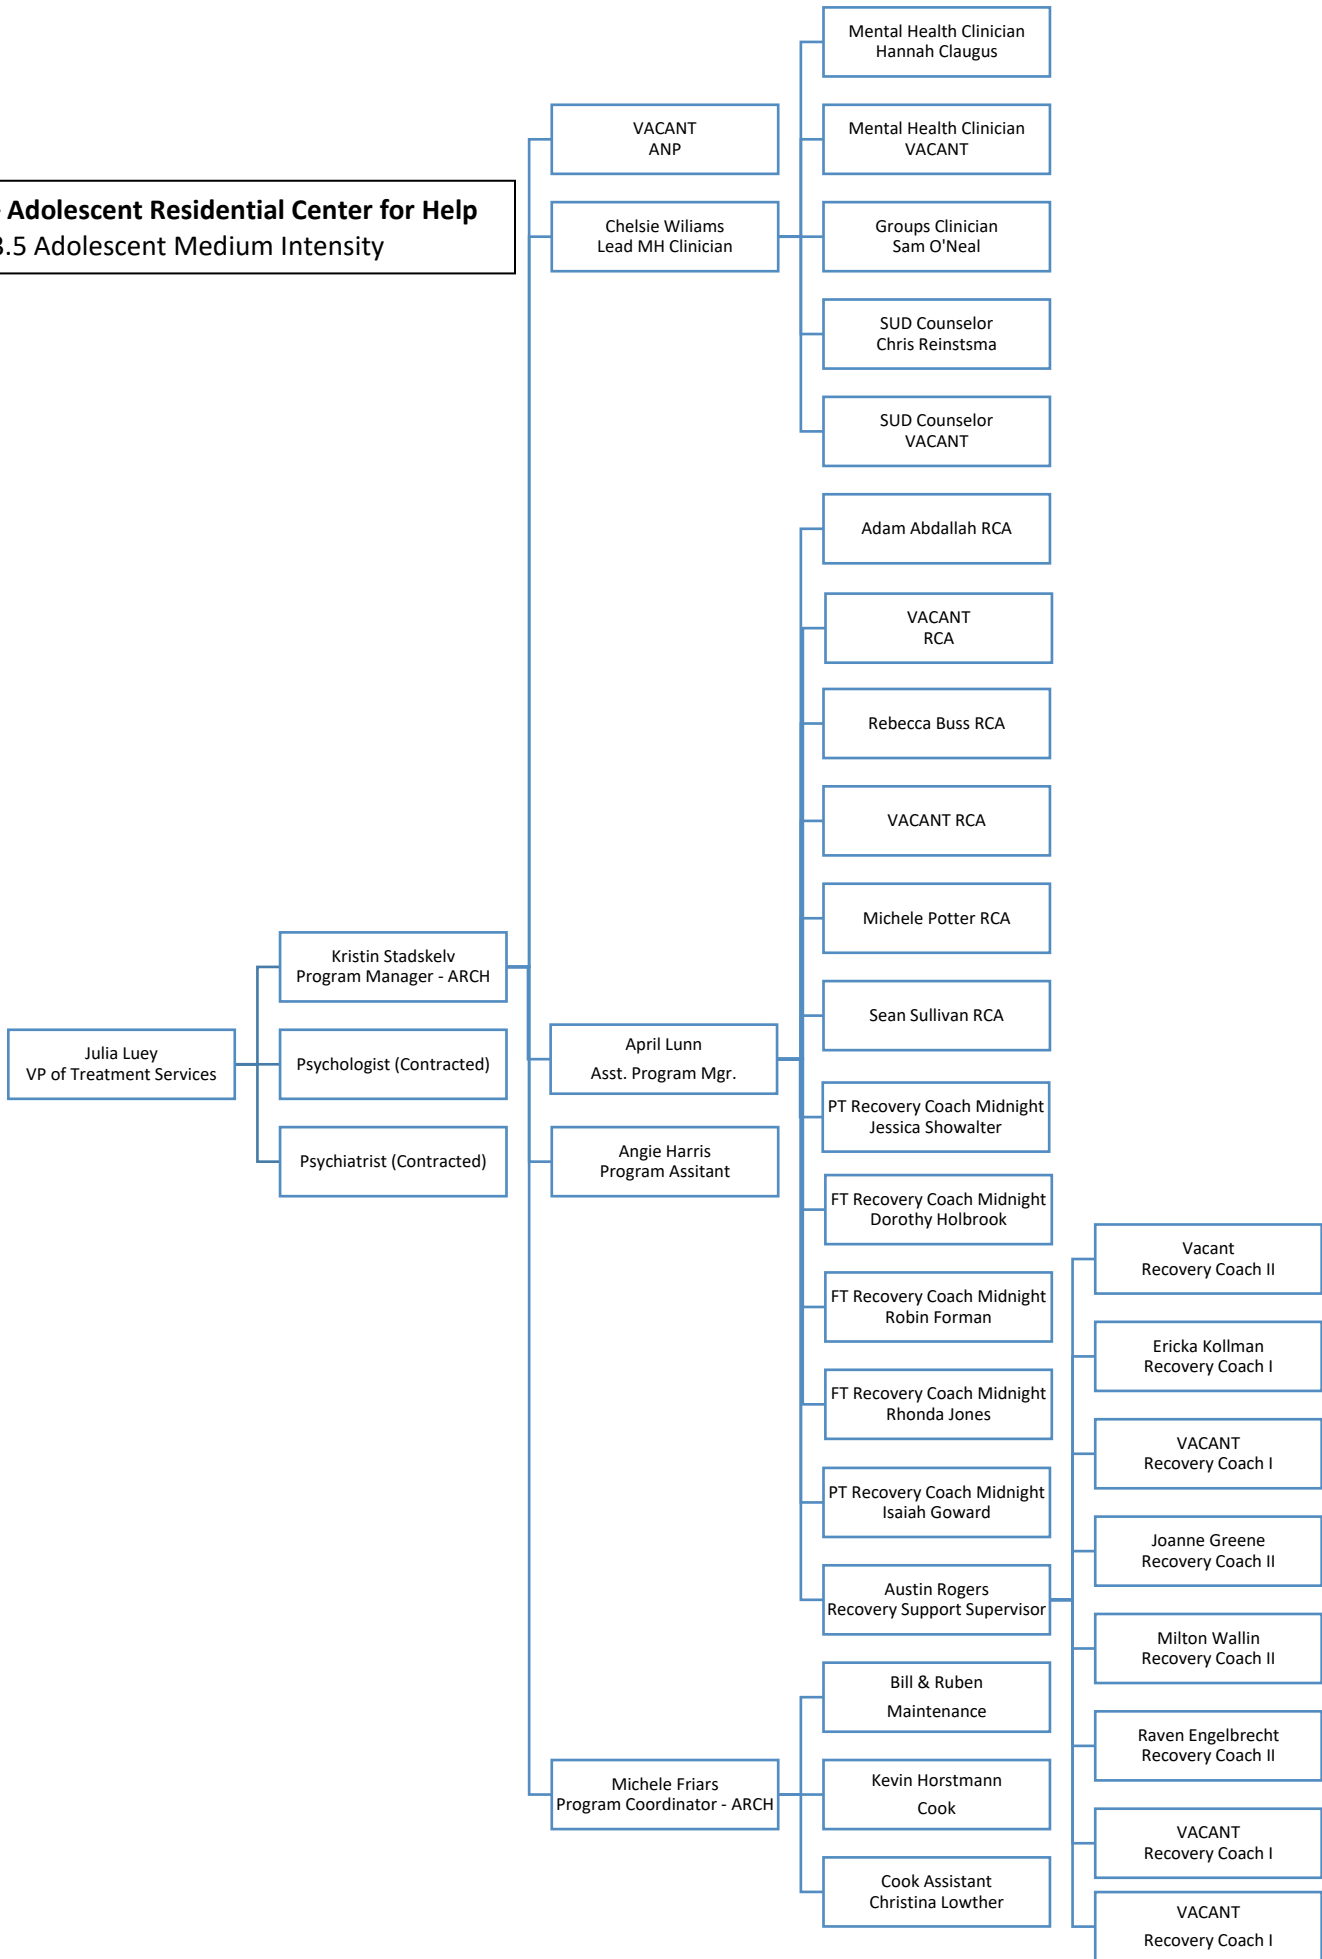 Adolescent Residential Center for Help
3.5 Adolescent Medium Intensity
Julia Luey
VP of Treatment Services
Kristin Stadskelv
Program Manager - ARCH
Psychologist (Contracted)
Psychiatrist (Contracted)
VACANT
ANP
Chelsie Wiliams
Lead MH Clinician
April Lunn
Asst. Program Mgr.
Angie Harris
Program Assitant
Michele Friars
Program Coordinator - ARCH
Mental Health Clinician
Hannah Claugus
Mental Health Clinician
VACANT
Groups Clinician
Sam O'Neal
SUD Counselor
Chris Reinstsma
SUD Counselor
VACANT
Adam Abdallah RCA
VACANT
RCA
Rebecca Buss RCA
VACANT RCA
Michele Potter RCA
Sean Sullivan RCA
PT Recovery Coach Midnight
Jessica Showalter
FT Recovery Coach Midnight
Dorothy Holbrook
FT Recovery Coach Midnight
Robin Forman
FT Recovery Coach Midnight
Rhonda Jones
PT Recovery Coach Midnight
Isaiah Goward
Austin Rogers
Recovery Support Supervisor
Bill & Ruben
Maintenance
Kevin Horstmann
Cook
Cook Assistant
Christina Lowther
Vacant
Recovery Coach II
Ericka Kollman
Recovery Coach I
VACANT
Recovery Coach I
Joanne Greene
Recovery Coach II
Milton Wallin
Recovery Coach II
Raven Engelbrecht
Recovery Coach II
VACANT
Recovery Coach I
VACANT
Recovery Coach I